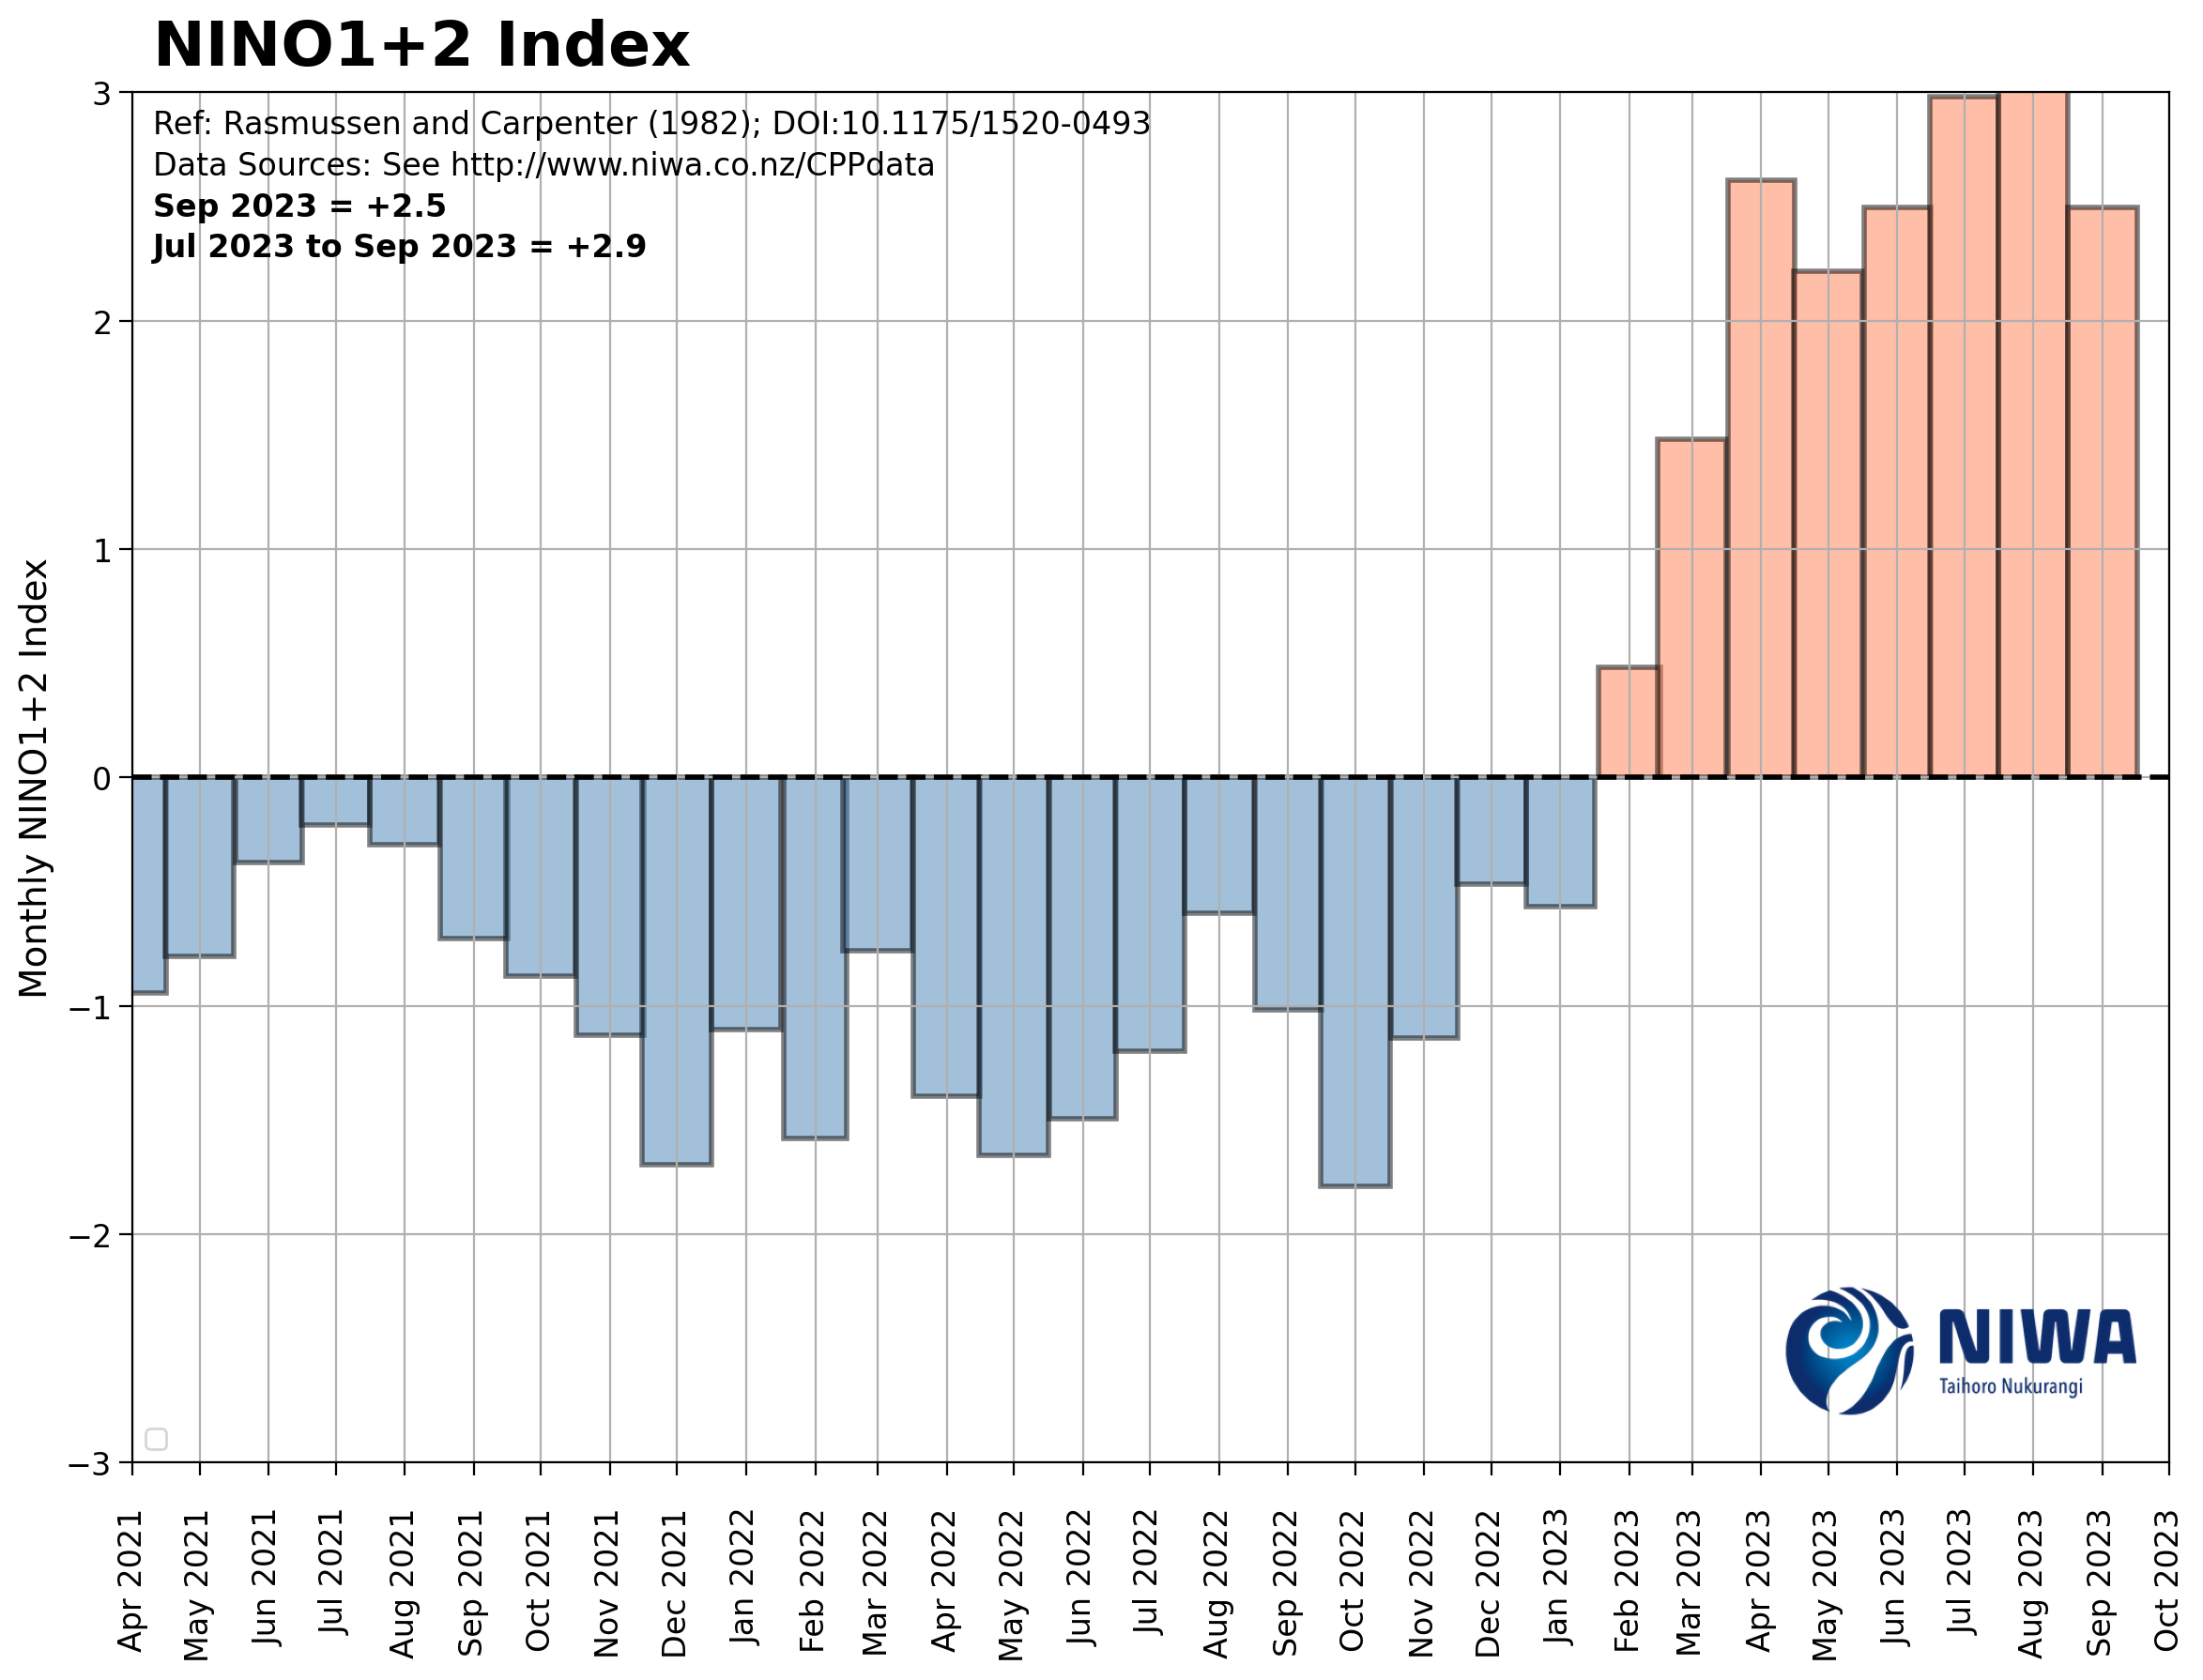 NINO1+2 Index
Ref: Rasmussen and Carpenter (1982); DOI:10.1175/1520-0493
Data Sources: See http://www.niwa.co.nz/CPPdata
Sep 2023 = +2.5
Jul 2023 to Sep 2023 = +2.9
Monthly NINO1+2 Index
3
2
1
0
−1
−2
−3
NIWA
Taihoro Nukurangi
Apr 2021
May 2021
Jun 2021
Jul 2021
Aug 2021
Sep 2021
Oct 2021
Nov 2021
Dec 2021
Jan 2022
Feb 2022
Mar 2022
Apr 2022
May 2022
Jun 2022
Jul 2022
Aug 2022
Sep 2022
Oct 2022
Nov 2022
Dec 2022
Jan 2023
Feb 2023
Mar 2023
Apr 2023
May 2023
Jun 2023
Jul 2023
Aug 2023
Sep 2023
Oct 2023